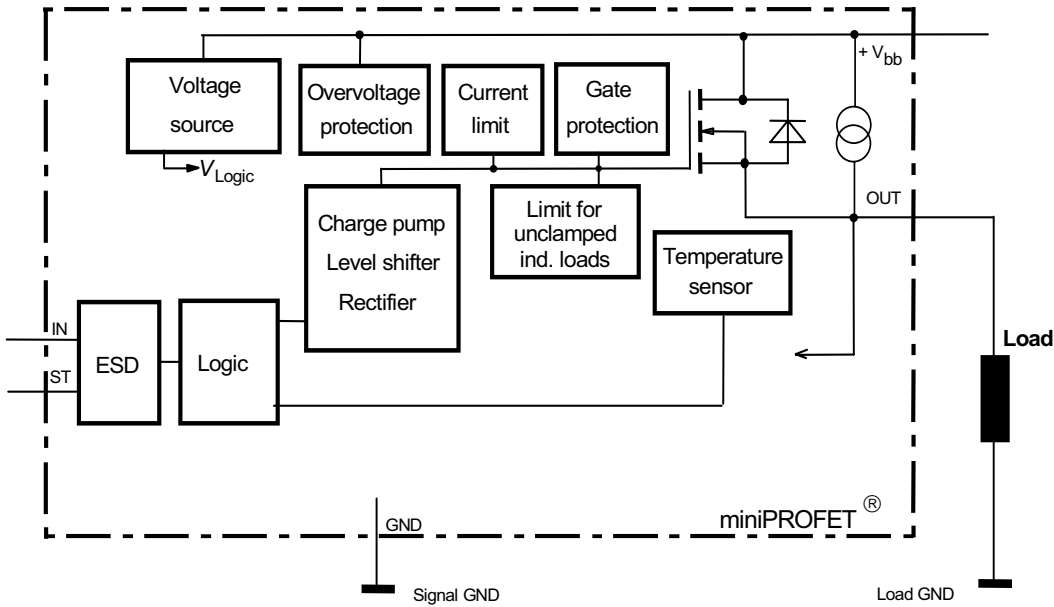 + Vbb
Voltage
source
Overvoltage
protection
Current
limit
Gate
protection
VLogic
OUT
Charge pump
Level shifter
Rectifier
Limit for
unclamped
ind. loads
Temperature
sensor
IN
ST
ESD
Logic
Load
miniPROFET ®
GND
Signal GND
Load GND